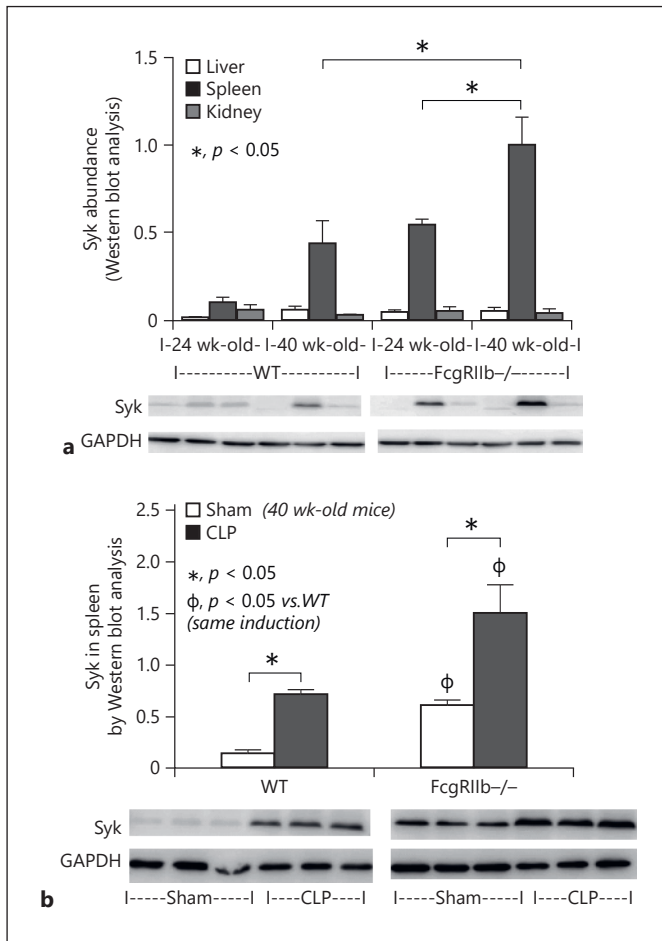 1.5
1.0
0.5
0
Syk abundance
(Western blot analysis)
Liver
Spleen
Kidney
*, p < 0.05
*
*
I-24 wk-old- I-40 wk-old- I-24 wk-old- I-40 wk-old-I
I----------WT-----------I I------FcgRIIb–/–------I
Syk
GAPDH
a
2.5
2.0
1.5
1.0
0.5
0
Syk in spleen
by Western blot analysis
Sham (40 wk-old mice)
CLP
*, p < 0.05
ϕ, p < 0.05 vs.WT
(same induction)
*
*
ϕ
ϕ
WT FcgRIIb–/–
Syk
GAPDH
b
I-----Sham-----I I----CLP----I I-----Sham-----I I----CLP----I